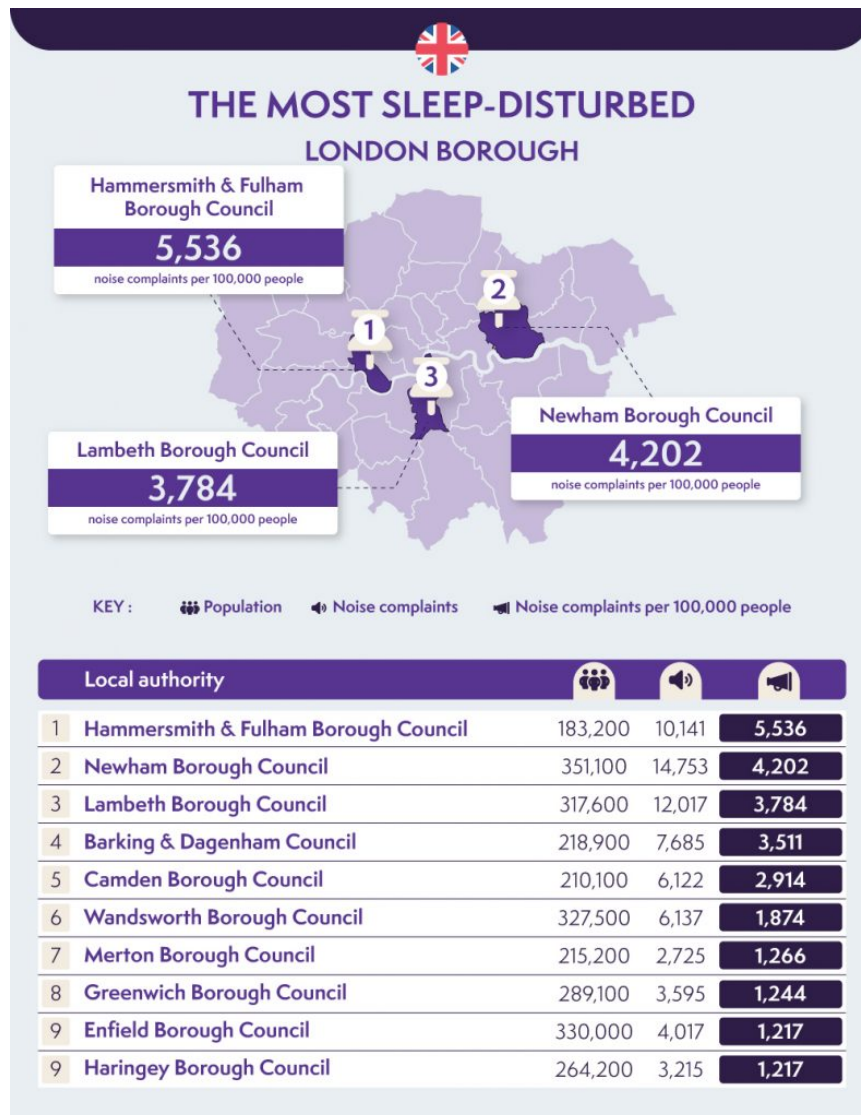 THE MOST SLEEP-DISTURBED
LONDON BOROUGH
Hammersmith & Fulham
Borough Council
5,536
noise complaints per 100,000 people
1
2
3
Newham Borough Council
4,202
noise complaints per 100,000 people
Lambeth Borough Council
3,784
noise complaints per 100,000 people
KEY : Population Noise complaints Noise complaints per 100,000 people
Local authority
1 Hammersmith & Fulham Borough Council 183,200 10,141 5,536
2 Newham Borough Council 351,100 14,753 4,202
3 Lambeth Borough Council 317,600 12,017 3,784
4 Barking & Dagenham Council 218,900 7,685 3,511
5 Camden Borough Council 210,100 6,122 2,914
6 Wandsworth Borough Council 327,500 6,137 1,874
7 Merton Borough Council 215,200 2,725 1,266
8 Greenwich Borough Council 289,100 3,595 1,244
9 Enfield Borough Council 330,000 4,017 1,217
9 Haringey Borough Council 264,200 3,215 1,217